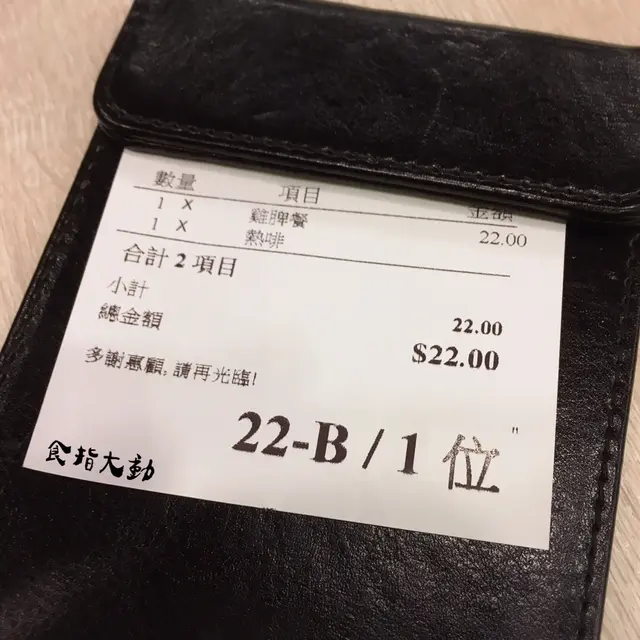 數量 項目 金額
1 X 雞脾餐 22.00
1 X 熱啡
合計 2 項目
小計 22.00
總金額 $22.00
多謝惠顧, 請再光臨!
22-B / 1 位"
食指大動